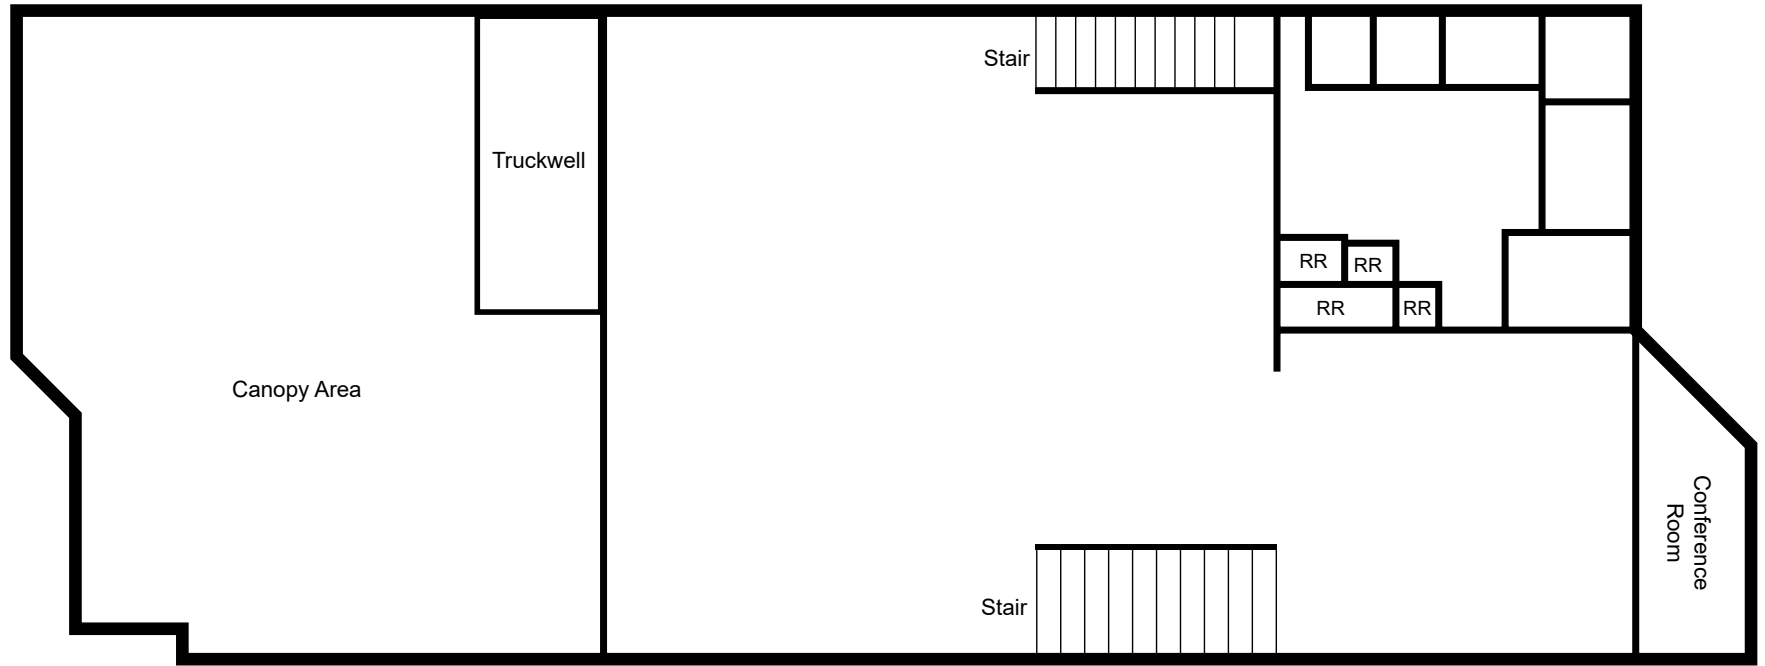 Stair
Truckwell
RR
RR
RR
RR
Canopy Area
Conference
Room
Stair